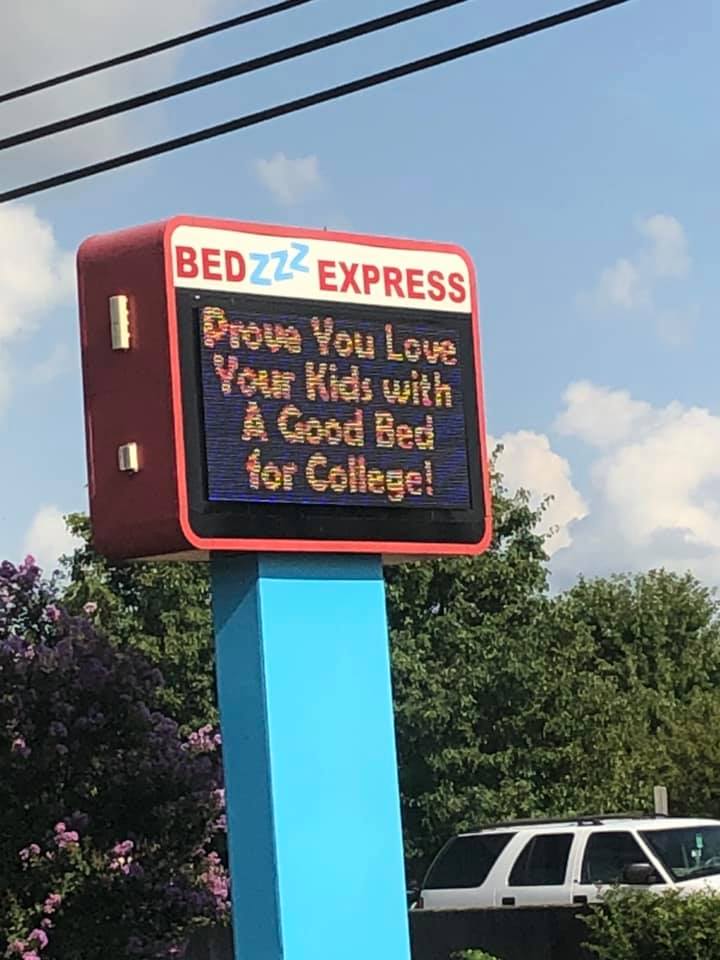 BEDZZZ EXPRESS
Prove You Love
Your Kids with
A Good Bed
for College!